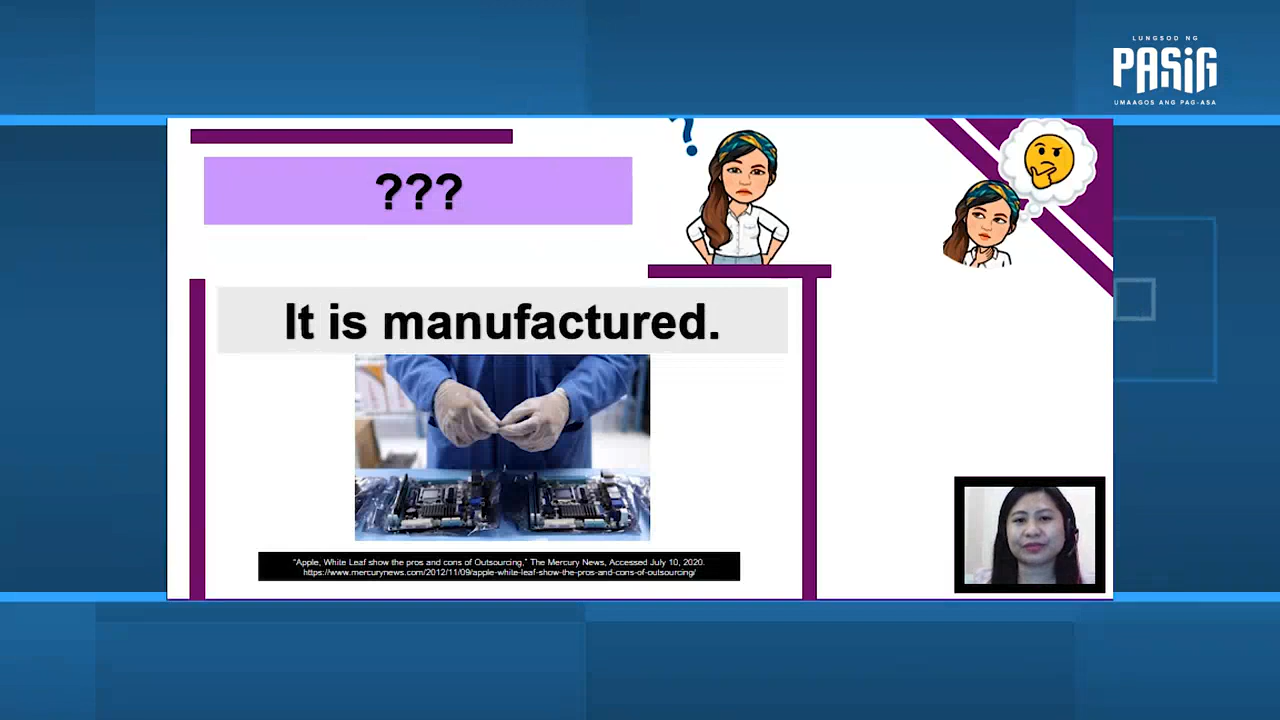 LUNGSOD NG
PASIG
UMAAGOS ANG PAG-ASA
???
?
It is manufactured.
"Apple, White Leaf show the pros and cons of Outsourcing," The Mercury News, Accessed July 10, 2020.
https://www.mercurynews.com/2012/11/09/apple-white-leaf-show-the-pros-and-cons-of-outsourcing/